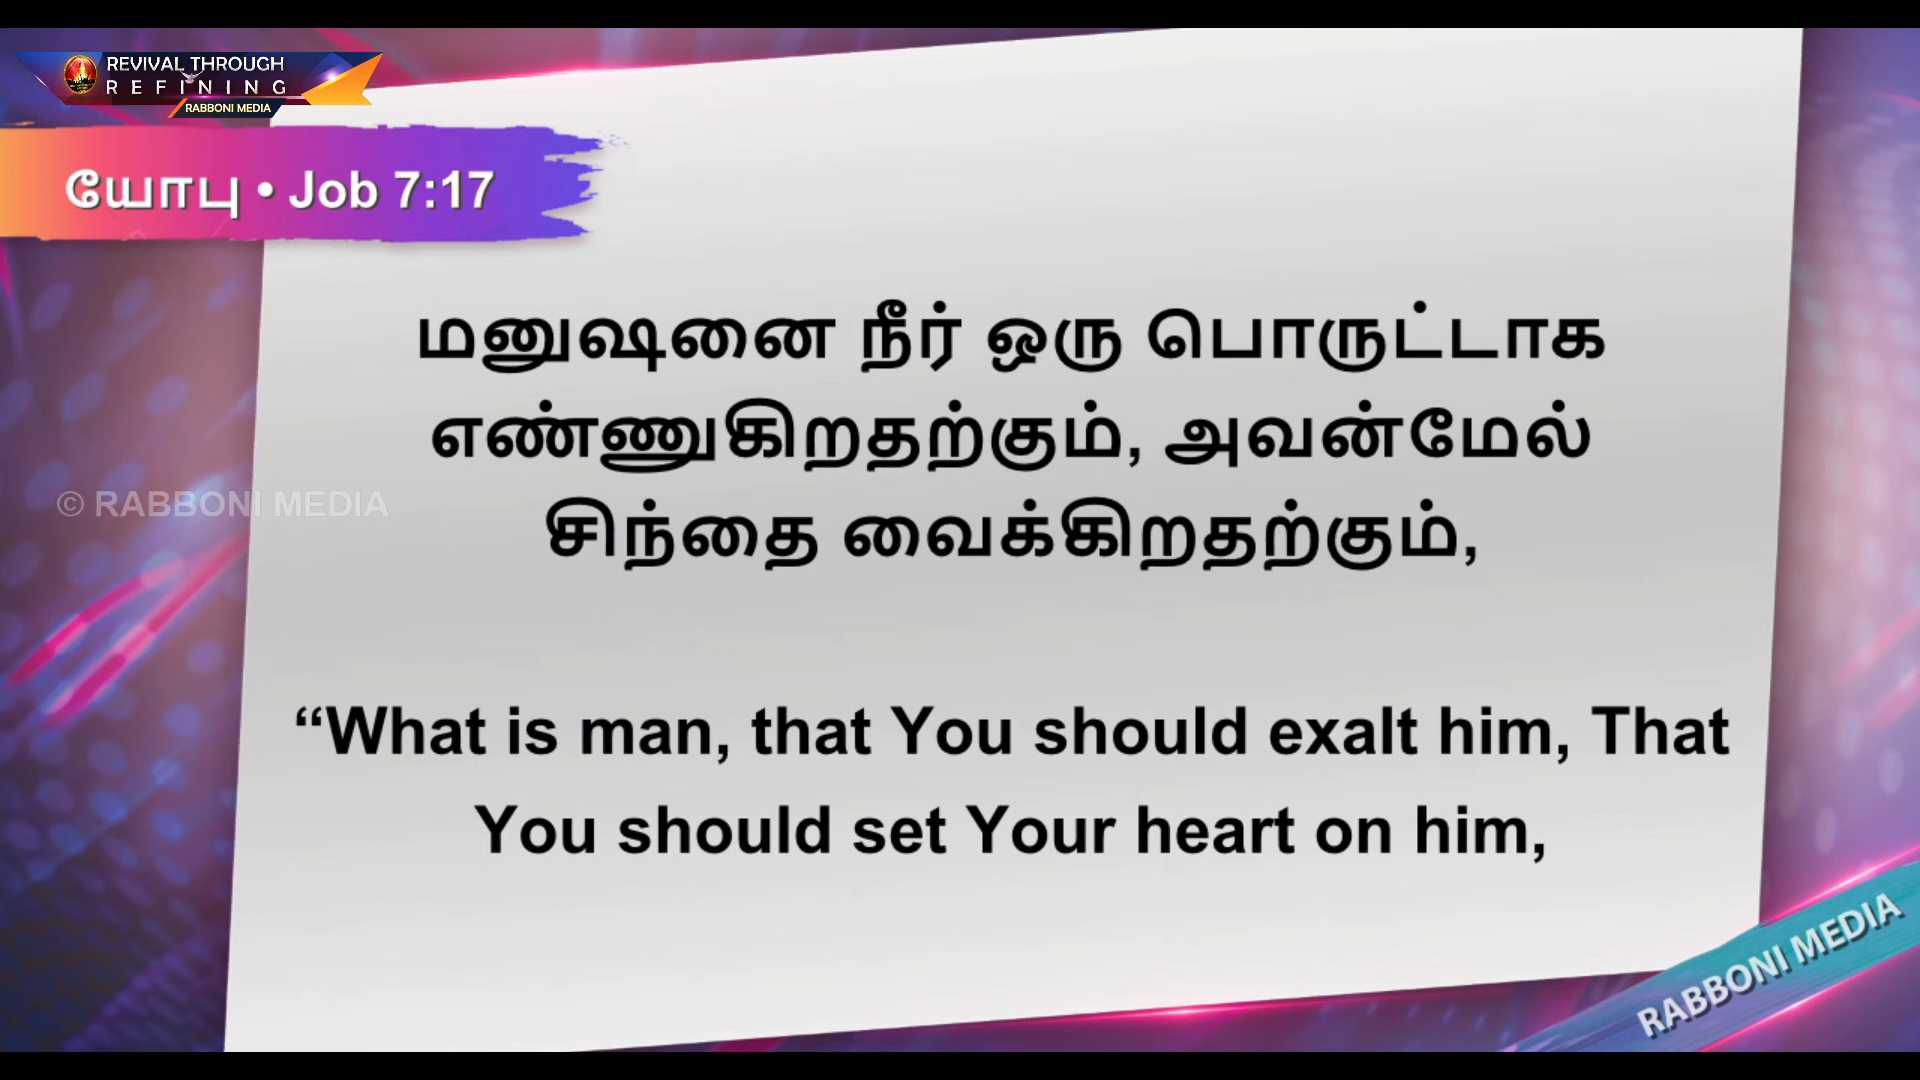 REVIVAL THROUGH
REFINING
RABBONI MEDIA
யோபு • Job 7:17
மனுஷனை நீர் ஒரு பொருட்டாக
எண்ணுகிறதற்கும், அவன்மேல்
சிந்தை வைக்கிறதற்கும்,
© RABBONI MEDIA
“What is man, that You should exalt him, That
You should set Your heart on him,
RABBONI MEDIA